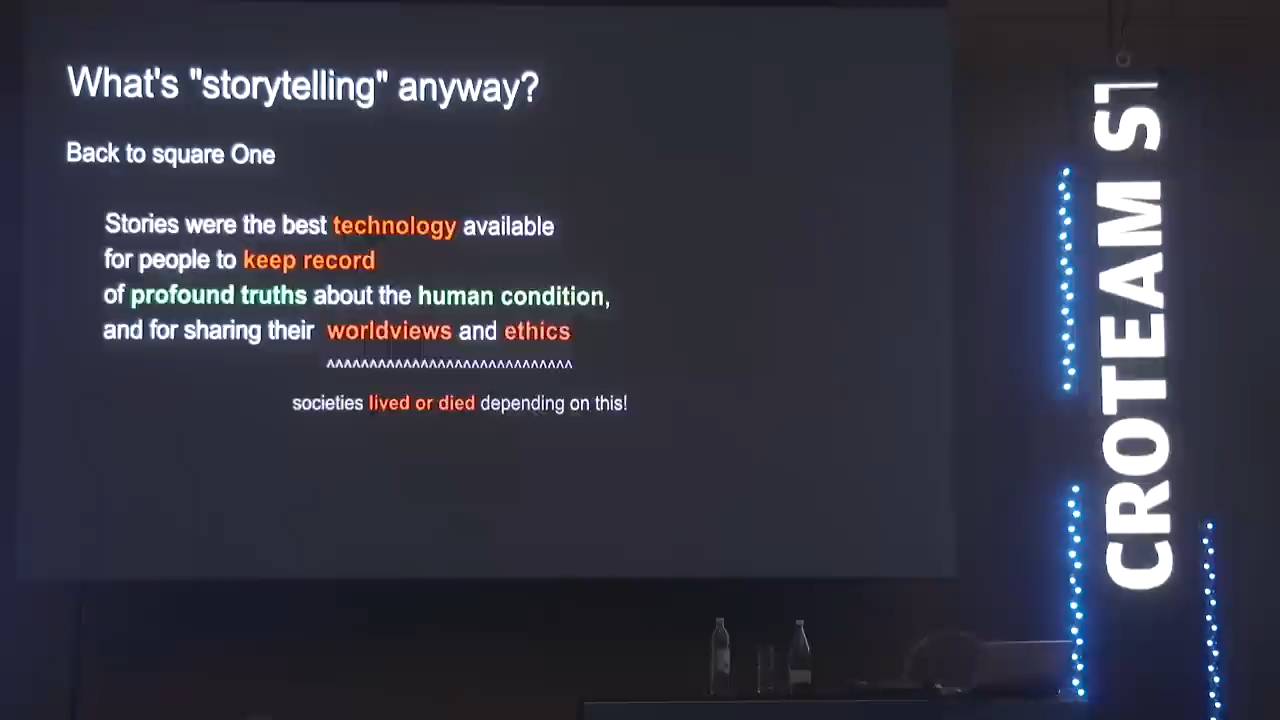 What's "storytelling" anyway?
Back to square One
Stories were the best technology available
for people to keep record
of profound truths about the human condition,
and for sharing their worldviews and ethics
^^^^^^^^^^^^^^^^^^^^^^^^^^^^
societies lived or died depending on this!
CROTEAM